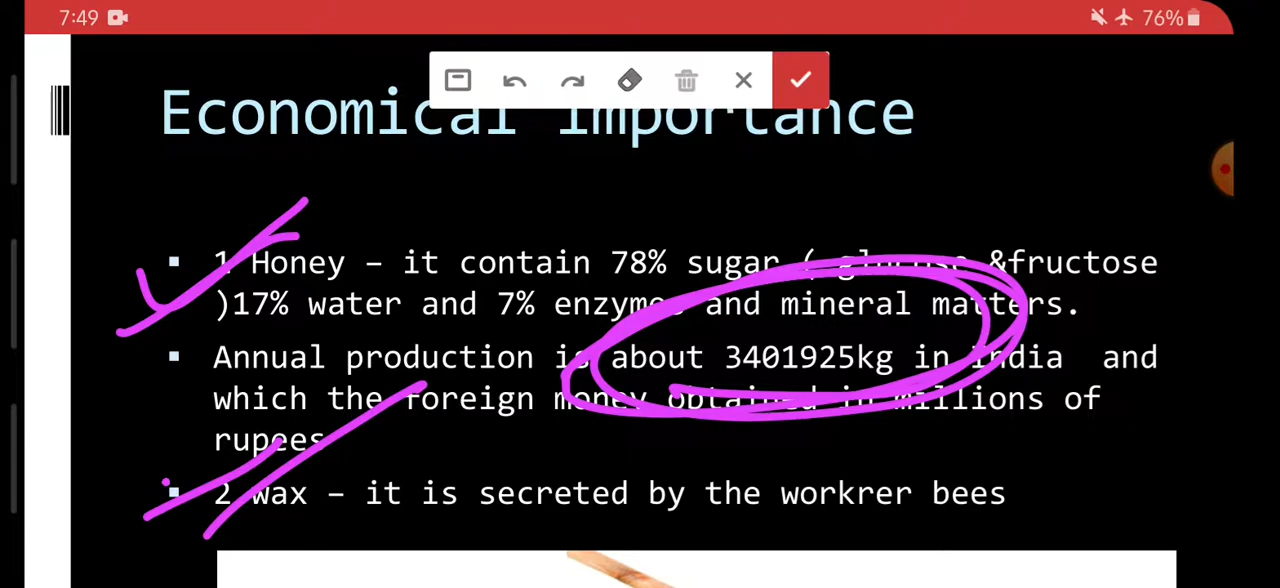 7:49 76%
Economical importance
▪ 1 Honey – it contain 78% sugar ( glucose &fructose
)17% water and 7% enzymes and mineral matters.
▪ Annual production is about 3401925kg in India and
which the foreign money obtained in millions of
rupees
▪ 2 wax – it is secreted by the workrer bees